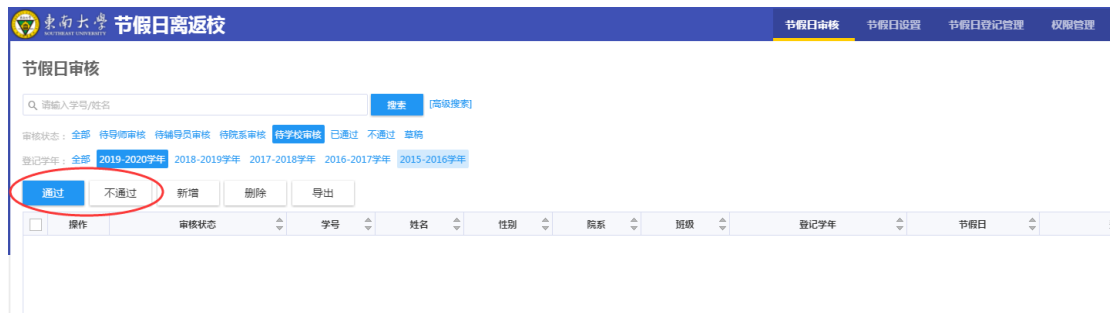 東南大學 节假日离返校 节假日审核 节假日设置 节假日登记管理 权限管理
SOUTHEAST UNIVERSITY
节假日审核
请输入学号/姓名 搜索 [高级搜索]
审核状态： 全部 待导师审核 待辅导员审核 待院系审核 待学校审核 已通过 不通过 草稿
登记学年： 全部 2019-2020学年 2018-2019学年 2017-2018学年 2016-2017学年 2015-2016学年
通过 不通过 新增 删除 导出
操作 审核状态 学号 姓名 性别 院系 班级 登记学年 节假日